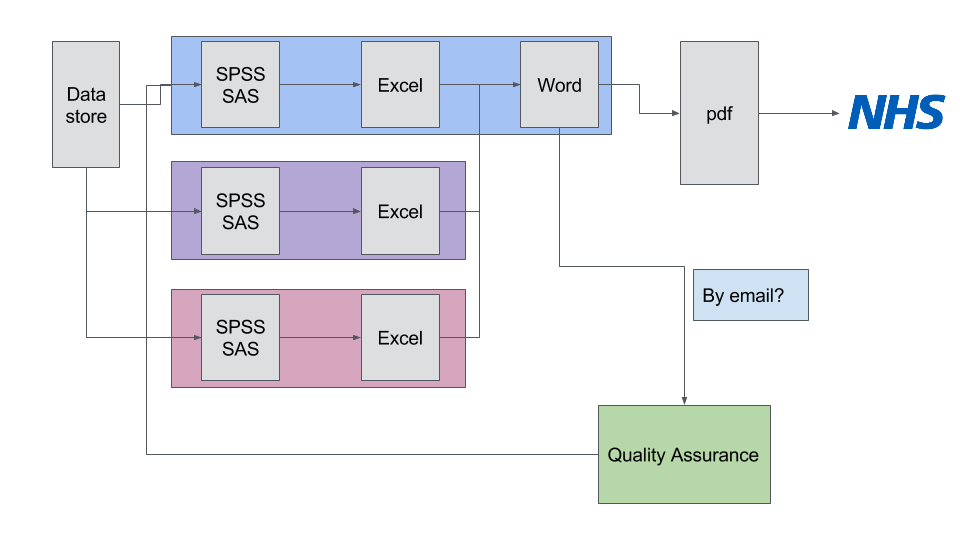 Data
store
SPSS
SAS
Excel
Word
pdf
NHS
SPSS
SAS
Excel
By email?
SPSS
SAS
Excel
Quality Assurance